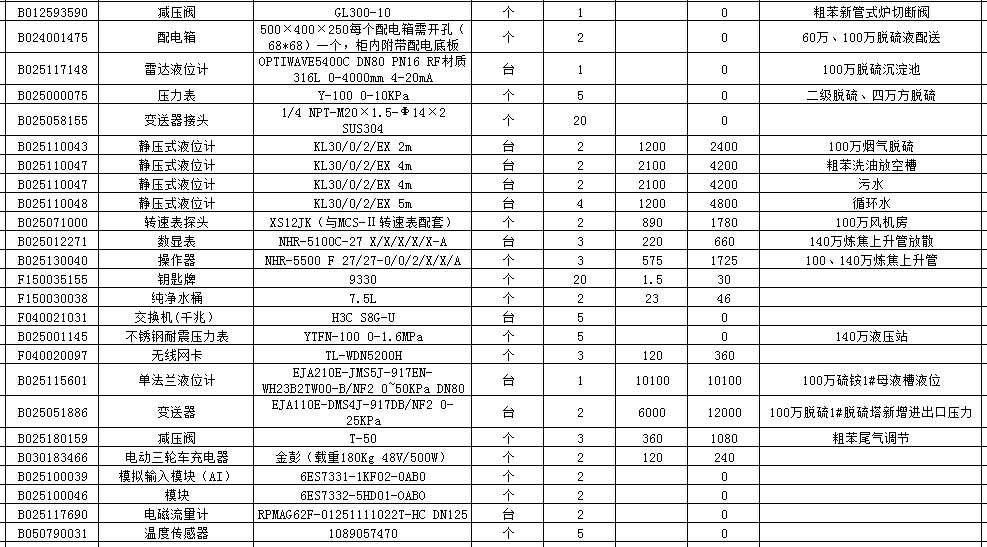 B012593590 减压阀 GL300-10 个 1 0 粗苯新管式炉切断阀
B024001475 配电箱 500×400×250每个配电箱需开孔（
68*68）一个，柜内附带配电底板 个 2 0 60万、100万脱硫液配送
B025117148 雷达液位计 OPTIWAVE5400C DN80 PN16 RF材质
316L 0-4000mm 4-20mA 台 1 0 100万脱硫沉淀池
B025000075 压力表 Y-100 0-10KPa 个 5 0 二级脱硫、四万方脱硫
B025058155 变送器接头 1/4 NPT-M20×1.5-Φ14×2
SUS304 个 20 0
B025110043 静压式液位计 KL30/0/2/EX 2m 台 2 1200 2400 100万烟气脱硫
B025110047 静压式液位计 KL30/0/2/EX 4m 台 2 2100 4200 粗苯洗油放空槽
B025110047 静压式液位计 KL30/0/2/EX 4m 台 2 2100 4200 污水
B025110048 静压式液位计 KL30/0/2/EX 5m 台 4 1200 4800 循环水
B025071000 转速表探头 XS12JK（与MCS-Ⅱ转速表配套） 个 2 890 1780 100万风机房
B025012271 数显表 NHR-5100C-27 X/X/X/X/X-A 台 3 220 660 140万炼焦上升管放散
B025130040 操作器 NHR-5500 F 27/27-0/0/2/X/X/A 个 3 575 1725 100、140万炼焦上升管
F150035155 钥匙牌 9330 个 20 1.5 30
F150030038 纯净水桶 7.5L 个 2 23 46
F040021031 交换机(千兆) H3C S8G-U 台 5 0
B025001145 不锈钢耐震压力表 YTFN-100 0-1.6MPa 个 5 0 140万液压站
F040020097 无线网卡 TL-WDN5200H 个 3 120 360
B025115601 单法兰液位计 EJA210E-JMS5J-917EN-
WH23B2TW00-B/NF2 0~50KPa DN80 台 1 10100 10100 100万硫铵1#母液槽液位
B025051886 变送器 EJA110E-DMS4J-917DB/NF2 0-
25KPa 台 2 6000 12000 100万脱硫1#脱硫塔新增进出口压力
B025180159 减压阀 T-50 个 3 360 1080 粗苯尾气调节
B030183466 电动三轮车充电器 金彭（载重180Kg 48V/500W） 个 2 120 240
B025100039 模拟输入模块（AI） 6ES7331-1KF02-0AB0 个 2 0
B025100046 模块 6ES7332-5HD01-0AB0 个 2 0
B025117690 电磁流量计 RPMAG62F-01251111022T-HC DN125 台 2 0
B050790031 温度传感器 1089057470 个 5 0